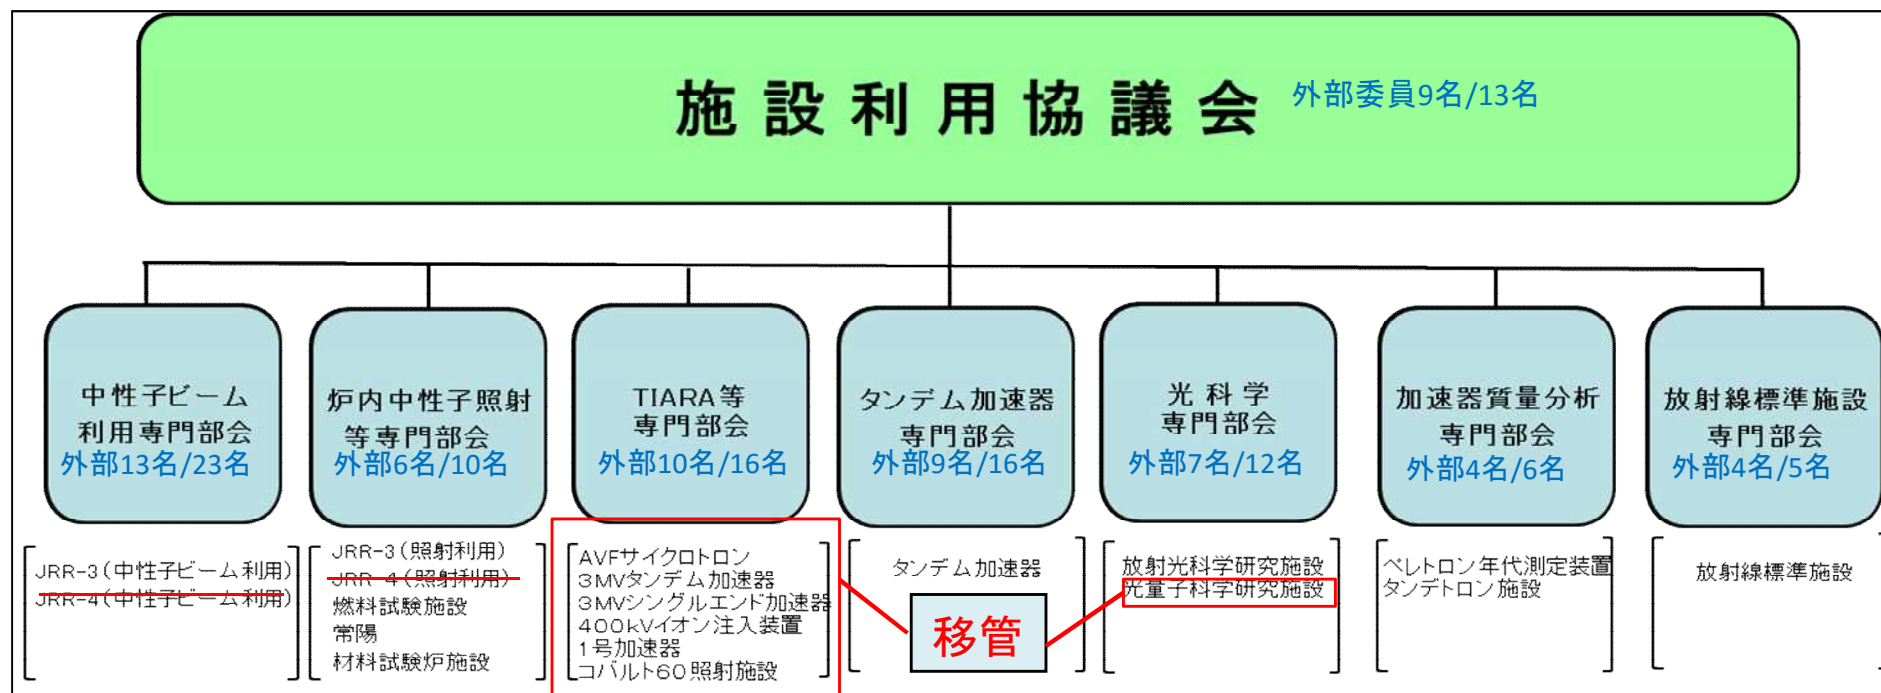 施設利用協議会
外部委員9名/13名
中性子ビーム
利用専門部会
外部13名/23名
炉内中性子照射
等専門部会
外部6名/10名
TIARA等
専門部会
外部10名/16名
タンデム加速器
専門部会
外部9名/16名
光科学
専門部会
外部7名/12名
加速器質量分析
専門部会
外部4名/6名
放射線標準施設
専門部会
外部4名/5名
JRR-3(中性子ビーム利用)
JRR-4(中性子ビーム利用)
JRR-3(照射利用)
JRR-4(照射利用)
燃料試験施設
常陽
材料試験炉施設
AVFサイクロトロン
3MVタンデム加速器
3MVシングルエンド加速器
400kVイオン注入装置
1号加速器
コバルト60照射施設
タンデム加速器
移管
放射光科学研究施設
光量子科学研究施設
ペレトロン年代測定装置
タンデトロン施設
放射線標準施設